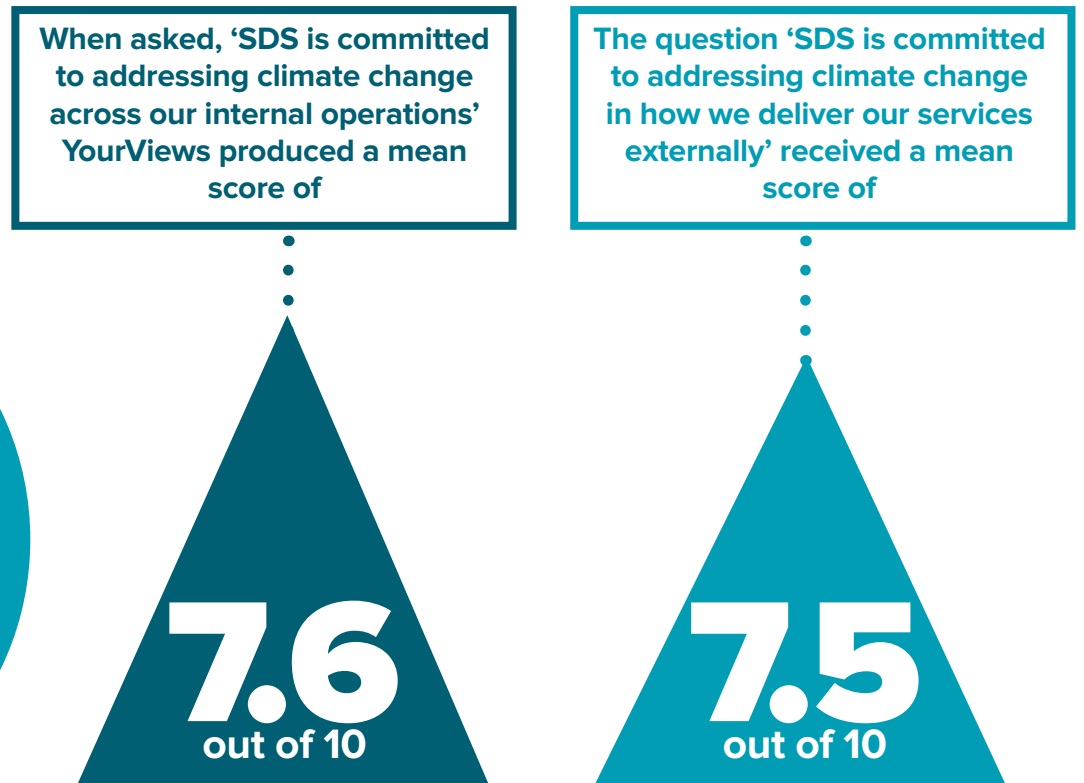 When asked, ‘SDS is committed
to addressing climate change
across our internal operations’
YourViews produced a mean
score of
7.6
out of 10
The question ‘SDS is committed
to addressing climate change
in how we deliver our services
externally’ received a mean
score of
7.5
out of 10